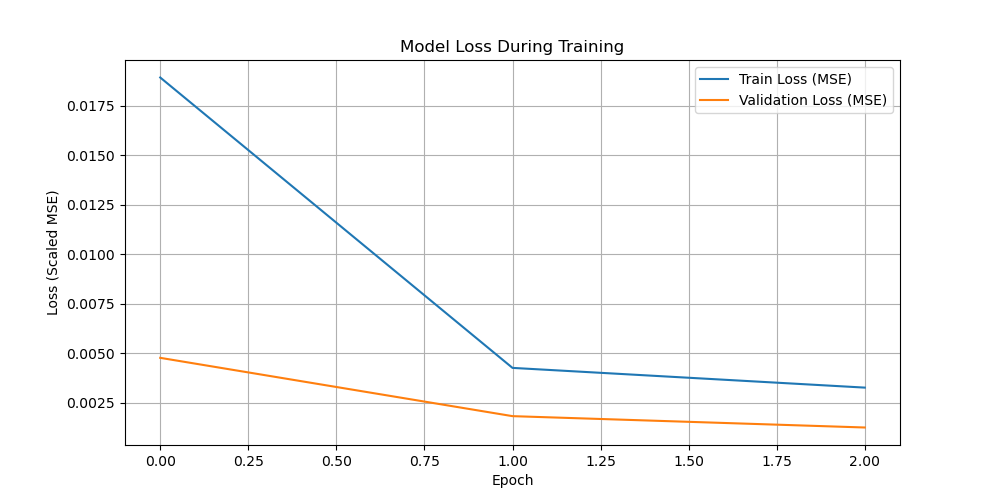 Model Loss During Training
Train Loss (MSE)
Validation Loss (MSE)
Loss (Scaled MSE)
0.0175
0.0150
0.0125
0.0100
0.0075
0.0050
0.0025
0.00 0.25 0.50 0.75 1.00 1.25 1.50 1.75 2.00
Epoch